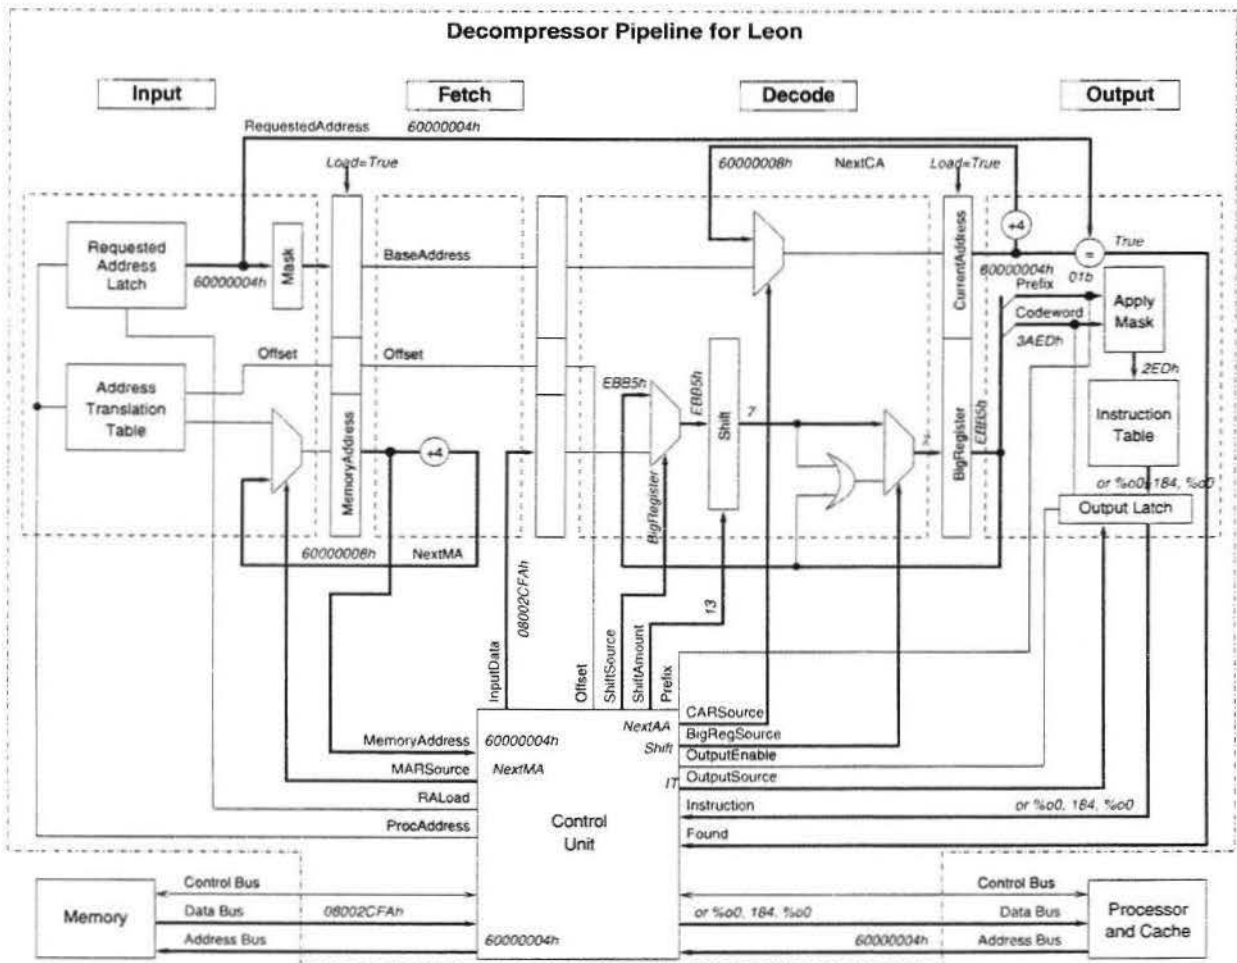 Decompressor Pipeline for Leon
Input
Fetch
Decode
Output
RequestedAddress
60000004h
Load=True
60000008h
NextCA
Load=True
Requested
Address
Latch
60000004h
Mask
BaseAddress
CurrentAddress
+4
=
True
60000004h
01b
Prefix
Codeword
3AEDh
Apply
Mask
2EDh
Offset
Offset
Address
Translation
Table
MemoryAddress
+4
EBB5h
EBB5h
Shift
7
BigRegister
EBB5h
Instruction
Table
or %o0, 184, %o0
Output Latch
60000008h
NextMA
08002CFAh
BigRegister
13
InputData
Offset
ShiftSource
ShiftAmount
Prefix
MemoryAddress
60000004h
MARSource
NextMA
RALoad
ProcAddress
NextAA
CARSource
Shift
BigRegSource
OutputEnable
IT
OutputSource
Instruction
or %o0, 184, %o0
Found
Control
Unit
Memory
Control Bus
Data Bus
08002CFAh
Address Bus
60000004h
Control Bus
or %o0, 184, %o0
Data Bus
60000004h
Address Bus
Processor
and Cache